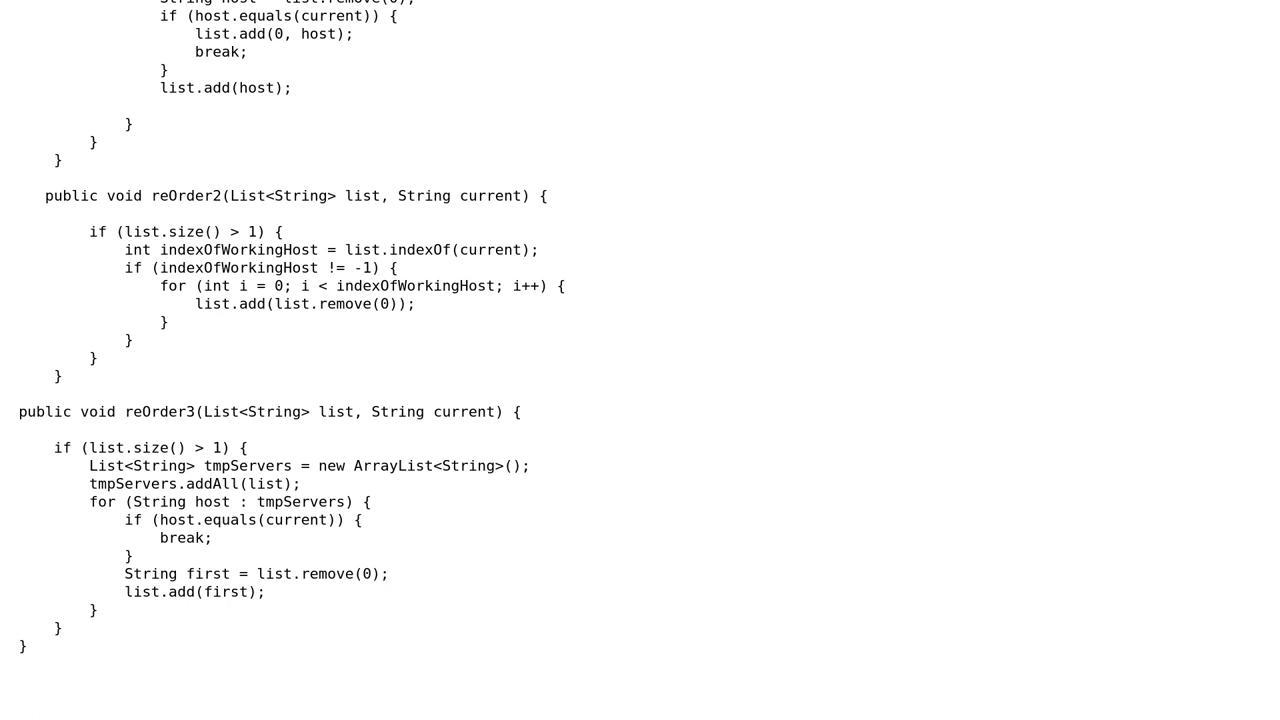 if (host.equals(current)) {
                    list.add(0, host);
                    break;
                }
                list.add(host);

            }
        }
    }

   public void reOrder2(List<String> list, String current) {

        if (list.size() > 1) {
            int indexOfWorkingHost = list.indexOf(current);
            if (indexOfWorkingHost != -1) {
                for (int i = 0; i < indexOfWorkingHost; i++) {
                    list.add(list.remove(0));
                }
            }
        }
    }

public void reOrder3(List<String> list, String current) {

    if (list.size() > 1) {
        List<String> tmpServers = new ArrayList<String>();
        tmpServers.addAll(list);
        for (String host : tmpServers) {
            if (host.equals(current)) {
                break;
            }
            String first = list.remove(0);
            list.add(first);
        }
    }
}